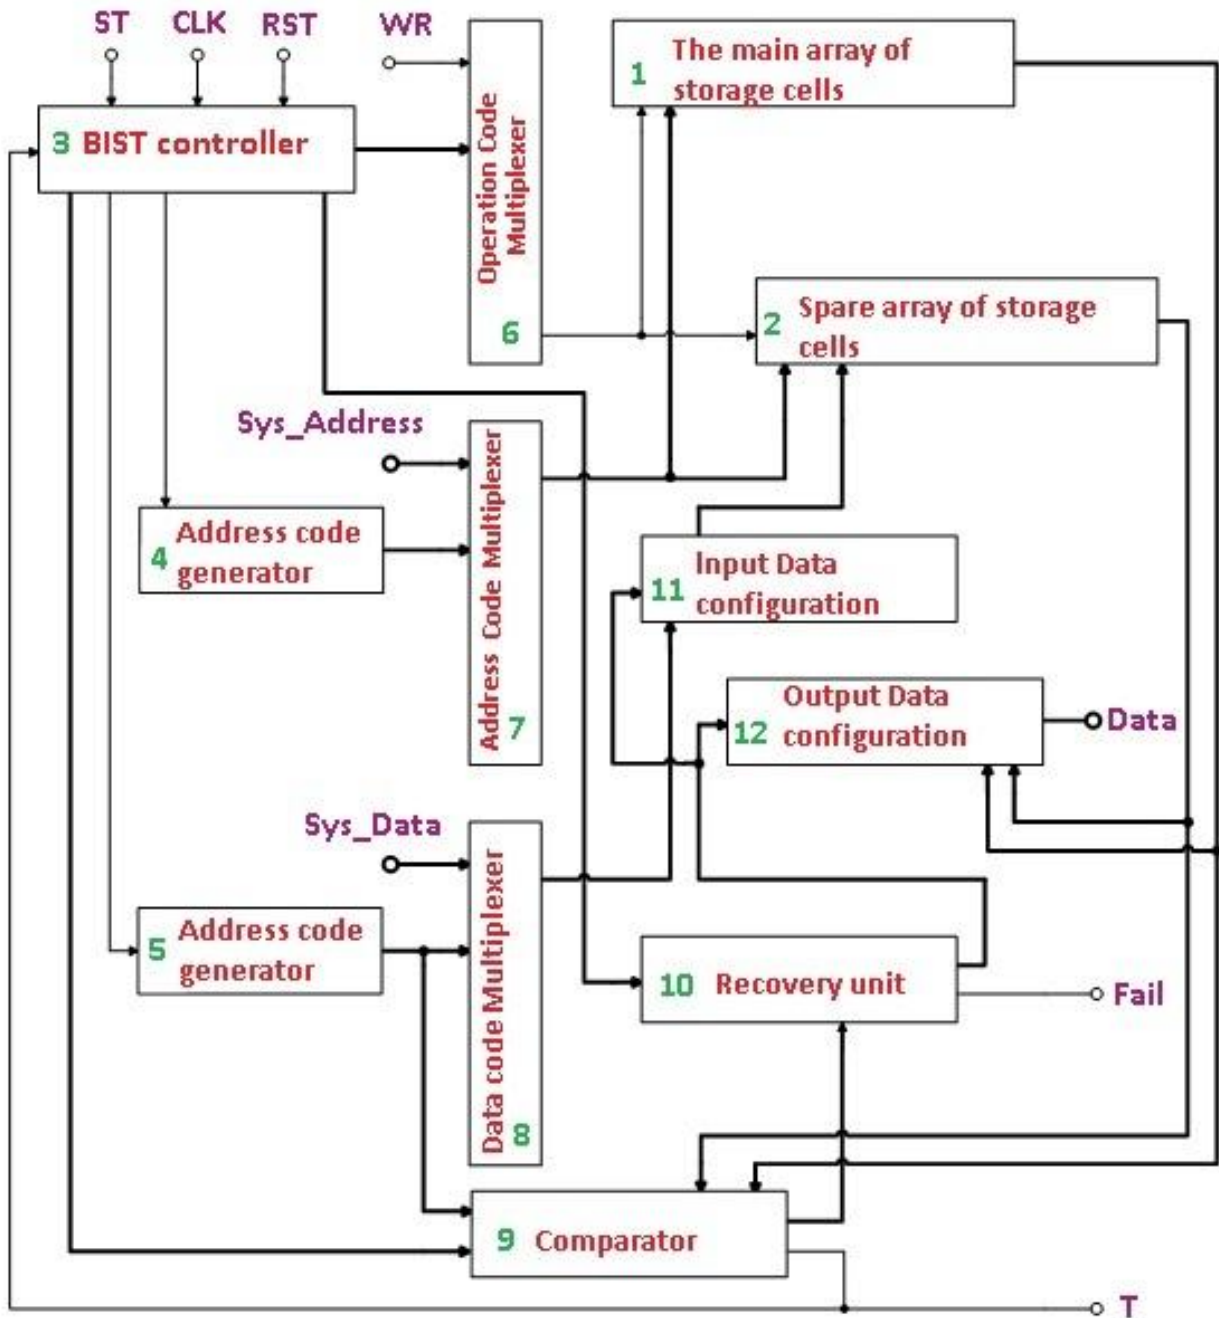 ST CLK RST WR
3 BIST controller
Operation Code
Multiplexer
6
1 The main array of
storage cells
2 Spare array of storage
cells
Sys_Address
4 Address code
generator
Address Code Multiplexer 7
11 Input Data
configuration
12 Output Data
configuration
Data
Sys_Data
5 Address code
generator
Data code Multiplexer 8
10 Recovery unit
Fail
9 Comparator
T